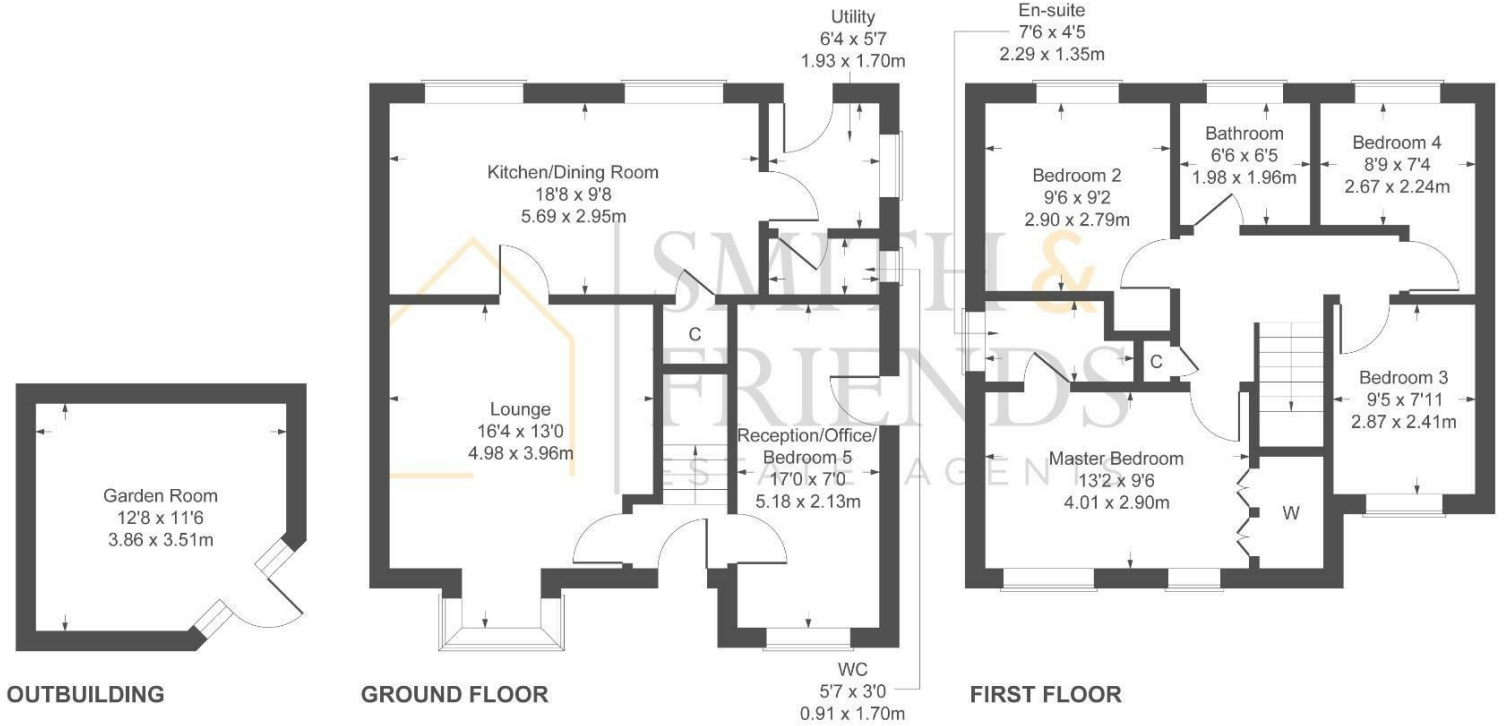 Utility
6'4 x 5'7
1.93 x 1.70m
En-suite
7'6 x 4'5
2.29 x 1.35m
Kitchen/Dining Room
18'8 x 9'8
5.69 x 2.95m
Bedroom 2
9'6 x 9'2
2.90 x 2.79m
Bathroom
6'6 x 6'5
1.98 x 1.96m
Bedroom 4
8'9 x 7'4
2.67 x 2.24m
SMITH &
FRIENDS
ESTATE AGENTS
C
C
Lounge
16'4 x 13'0
4.98 x 3.96m
Reception/Office/
Bedroom 5
17'0 x 7'0
5.18 x 2.13m
Master Bedroom
13'2 x 9'6
4.01 x 2.90m
Bedroom 3
9'5 x 7'11
2.87 x 2.41m
W
Garden Room
12'8 x 11'6
3.86 x 3.51m
WC
5'7 x 3'0
0.91 x 1.70m
OUTBUILDING
GROUND FLOOR
FIRST FLOOR